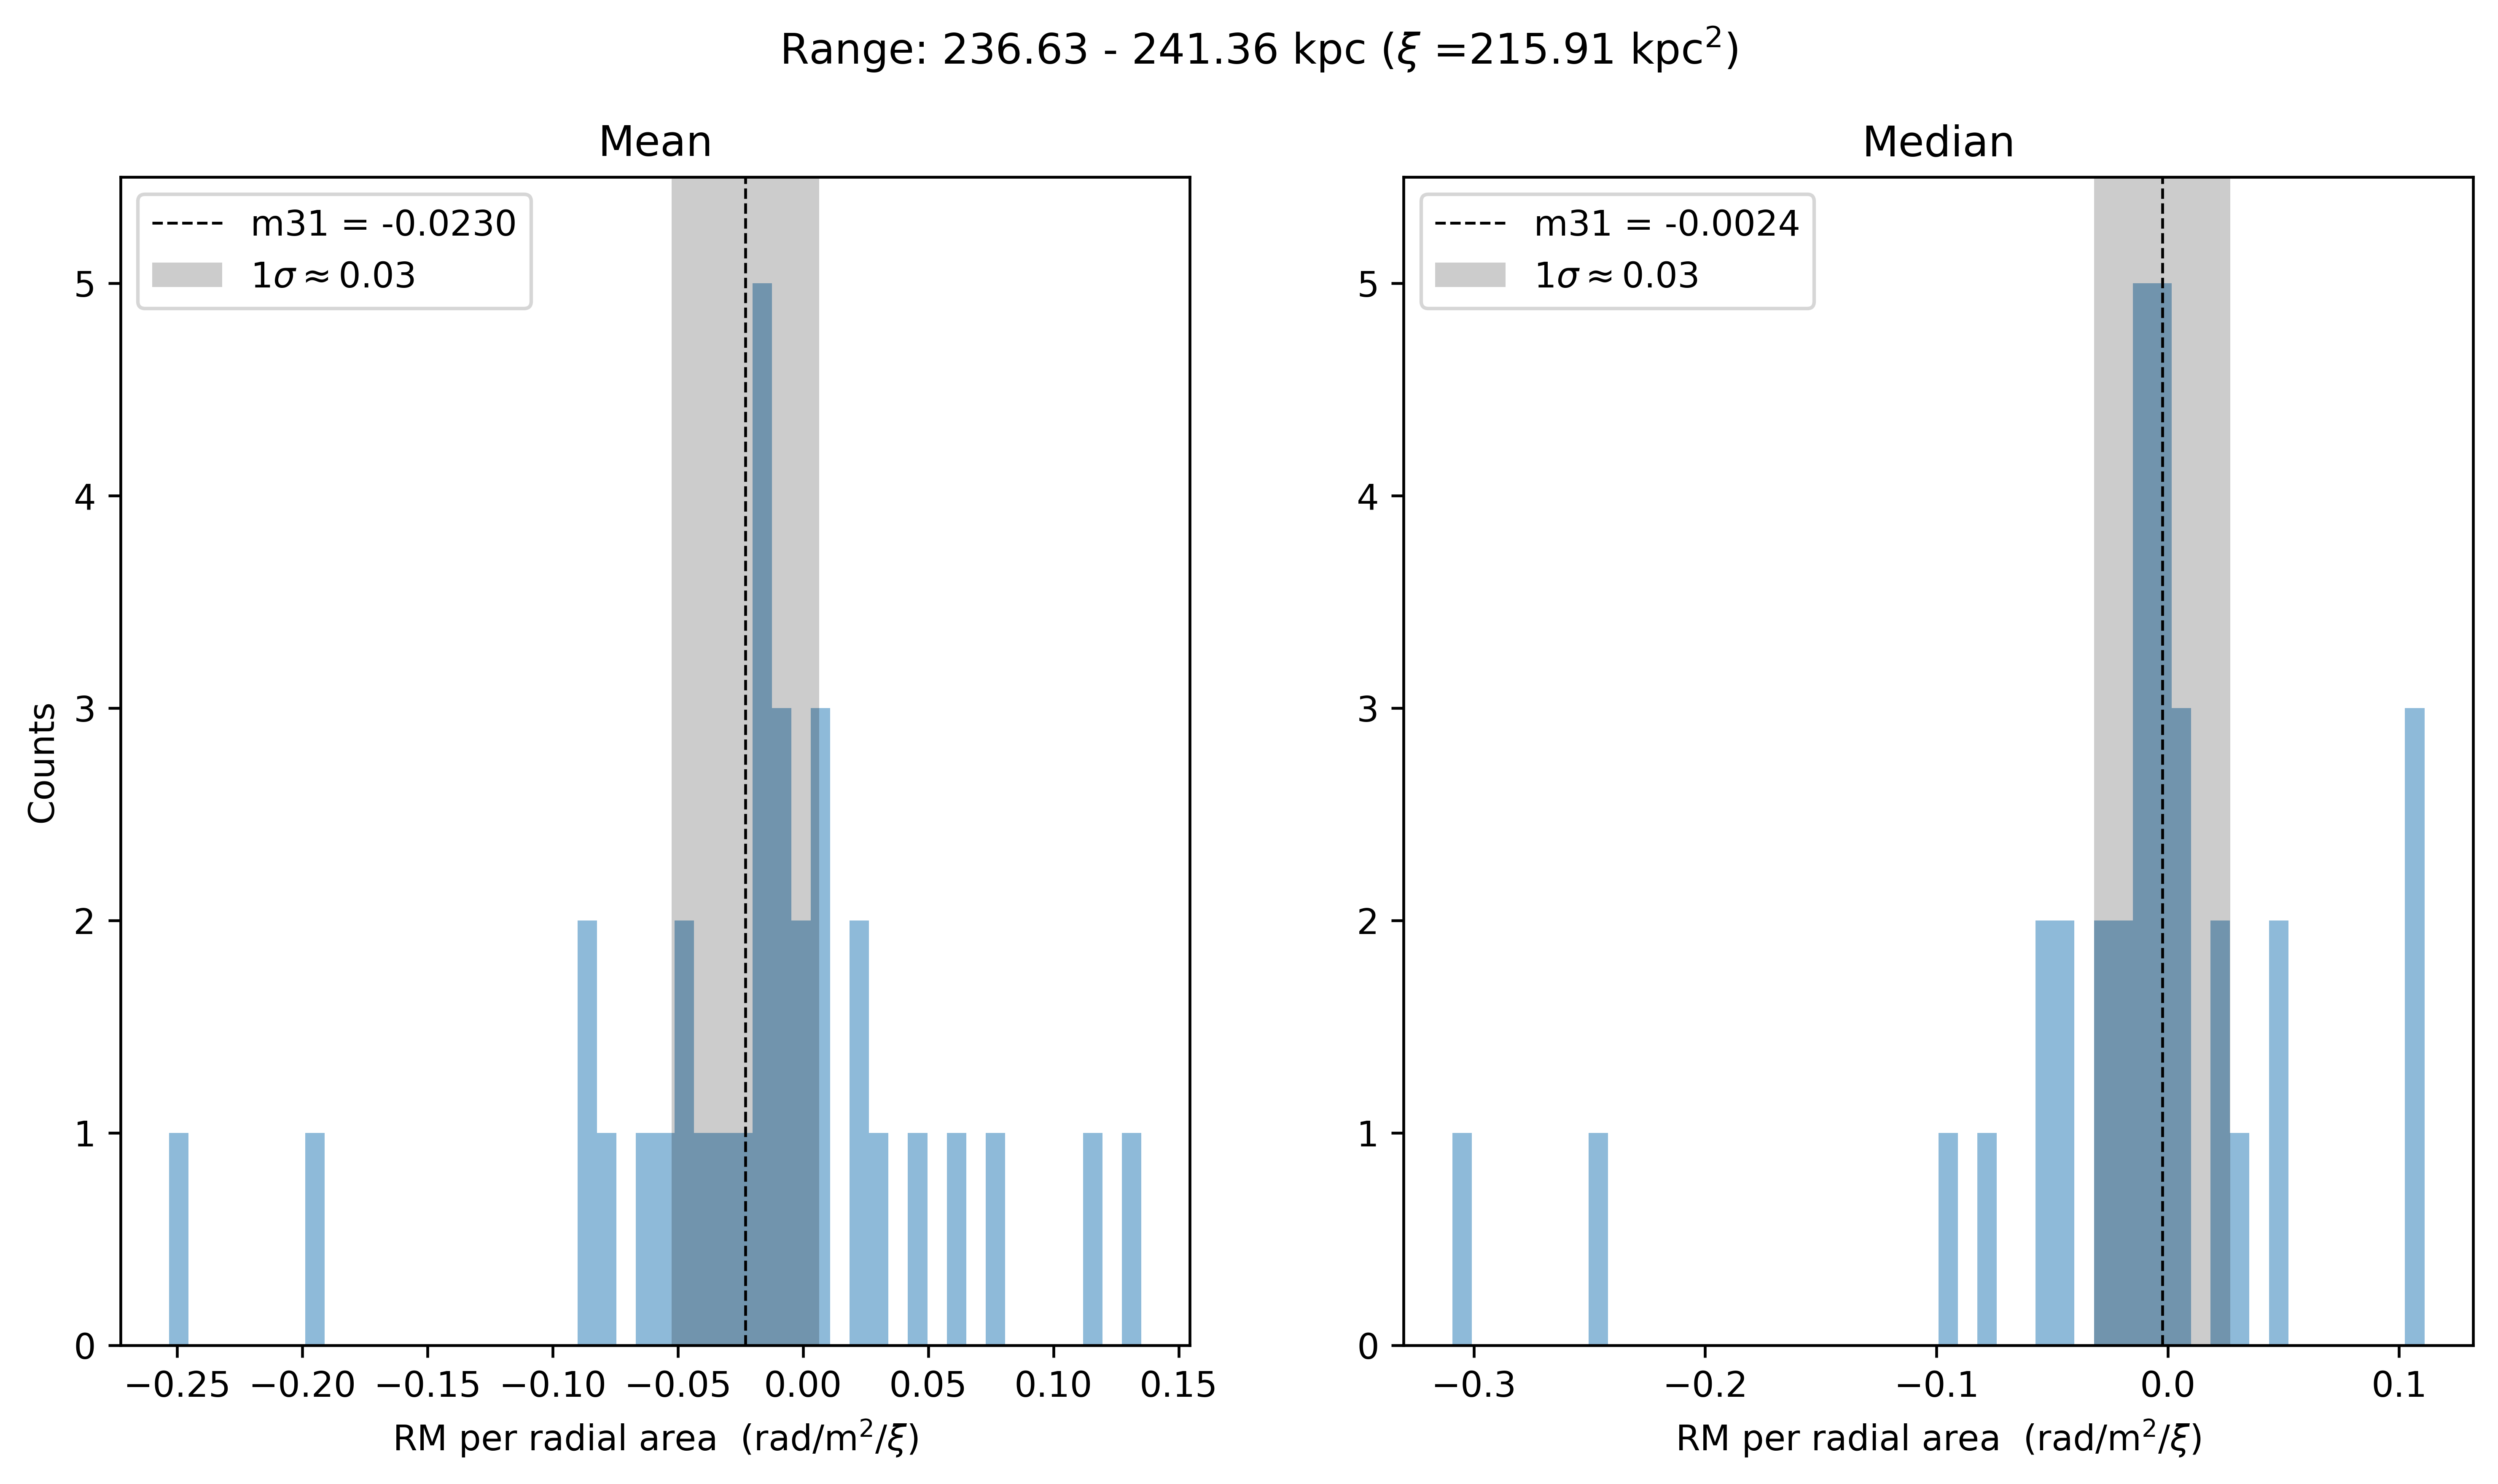 Range: 236.63 - 241.36 kpc (ξ =215.91 kpc²)
Mean
m31 = -0.0230
1σ≈0.03
5
4
3
2
1
0
Counts
−0.25 −0.20 −0.15 −0.10 −0.05 0.00 0.05 0.10 0.15
RM per radial area (rad/m²/ξ)
Median
m31 = -0.0024
1σ≈0.03
5
4
3
2
1
0
−0.3 −0.2 −0.1 0.0 0.1
RM per radial area (rad/m²/ξ)